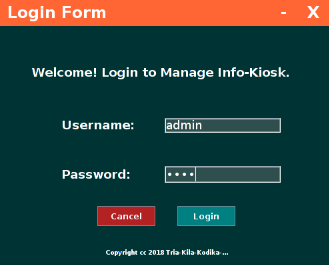 LogIn Form - X
Welcome! Login to Manage Info-Kiosk.
Username: admin
Password: ••••
Cancel Login
Copyright cc 2018 Tria-Kila-Kodika-...